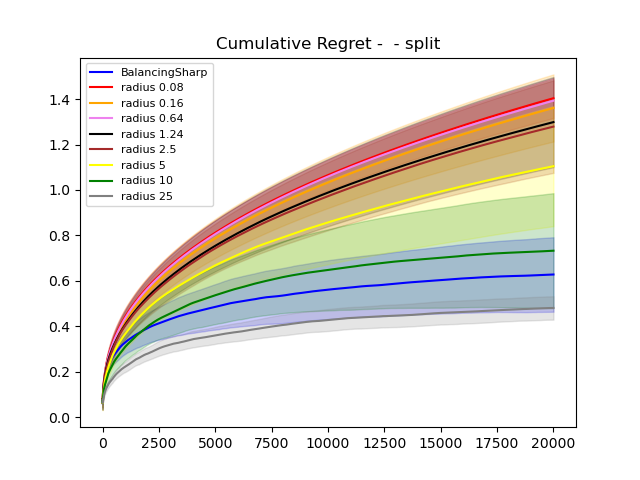 Cumulative Regret -  - split
BalancingSharp
radius 0.08
radius 0.16
radius 0.64
radius 1.24
radius 2.5
radius 5
radius 10
radius 25
1.4
1.2
1.0
0.8
0.6
0.4
0.2
0.0
0 2500 5000 7500 10000 12500 15000 17500 20000